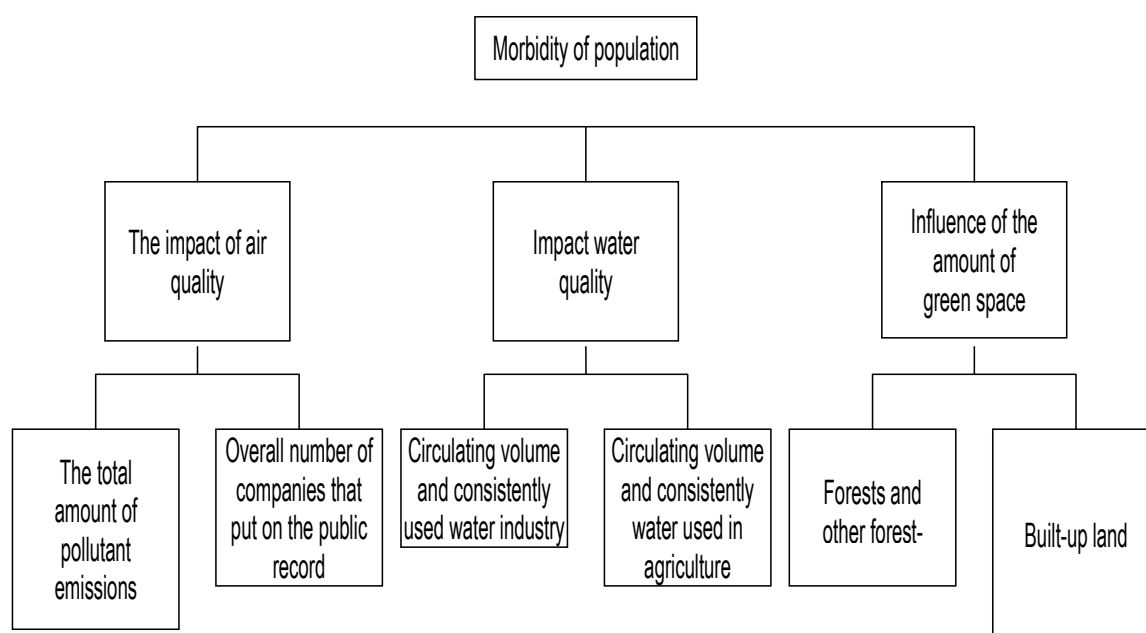 Morbidity of population
The impact of air
quality
Impact water
quality
Influence of the
amount of
green space
The total
amount of
pollutant
emissions
Overall number of
companies that
put on the public
record
Circulating volume
and consistently
used water industry
Circulating volume
and consistently
water used in
agriculture
Forests and
other forest-
Built-up land